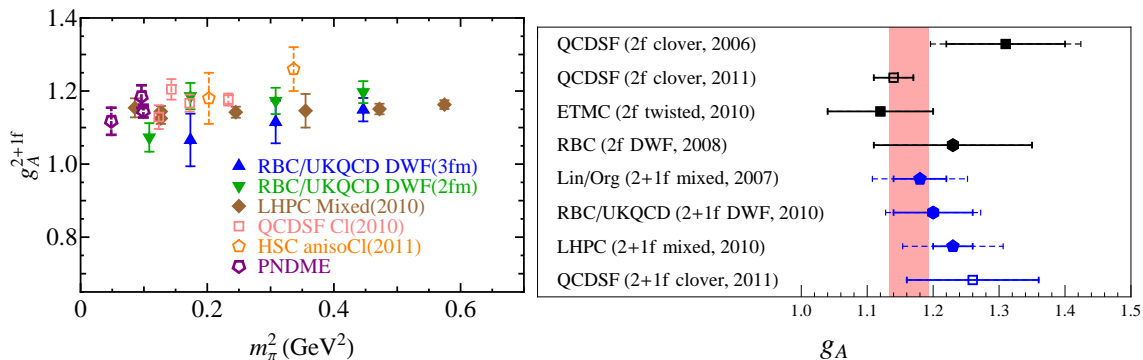 1.4
1.2
1.0
0.8
g_A^{2+1f}
RBC/UKQCD DWF(3fm)
RBC/UKQCD DWF(2fm)
LHPC Mixed(2010)
QCDSF Cl(2010)
HSC anisoCl(2011)
PNDME
0 0.2 0.4 0.6
m_π^2 (GeV^2)
QCDSF (2f clover, 2006)
QCDSF (2f clover, 2011)
ETMC (2f twisted, 2010)
RBC (2f DWF, 2008)
Lin/Org (2+1f mixed, 2007)
RBC/UKQCD (2+1f DWF, 2010)
LHPC (2+1f mixed, 2010)
QCDSF (2+1f clover, 2011)
1.0 1.1 1.2 1.3 1.4 1.5
g_A